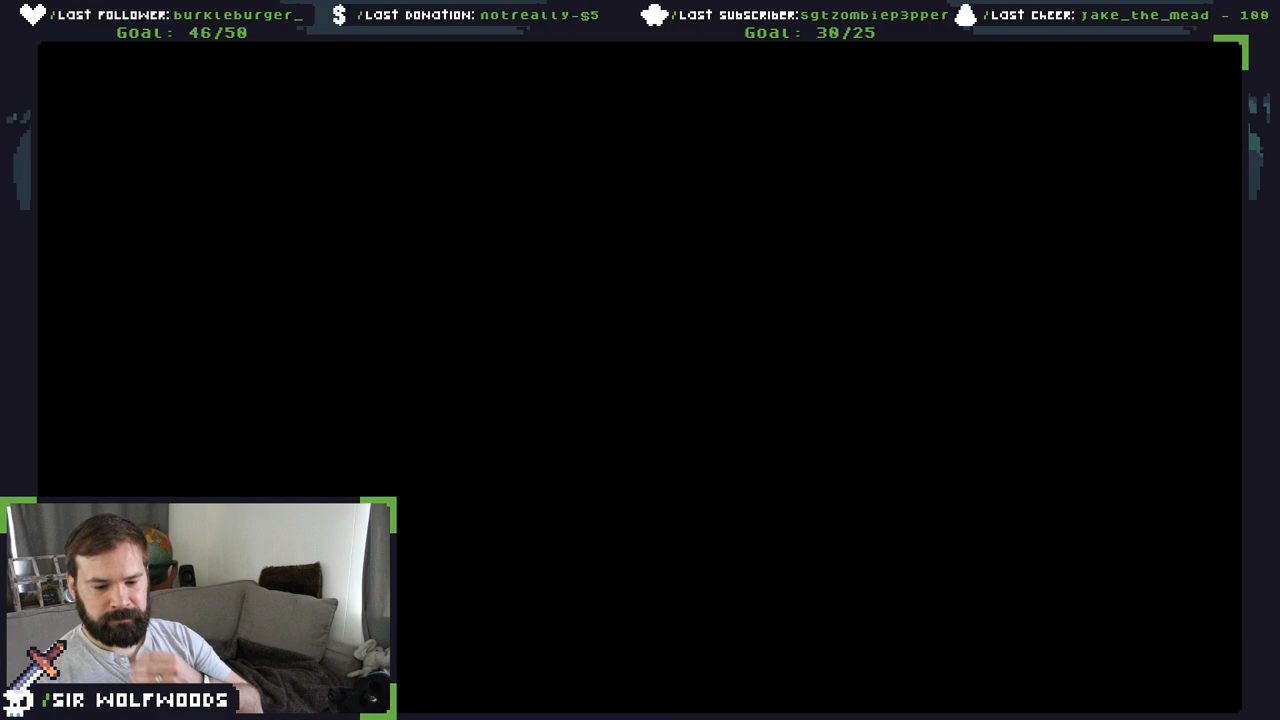 /LAST FOLLOWER: burkleburger_
Goal: 46/50
$ /LAST DONATION: notreally-$5
/LAST SUBSCRIBER: sgtzombiep3pper
Goal: 30/25
/LAST CHEER: jake_the_mead - 100
/SIR WOLFWOODS